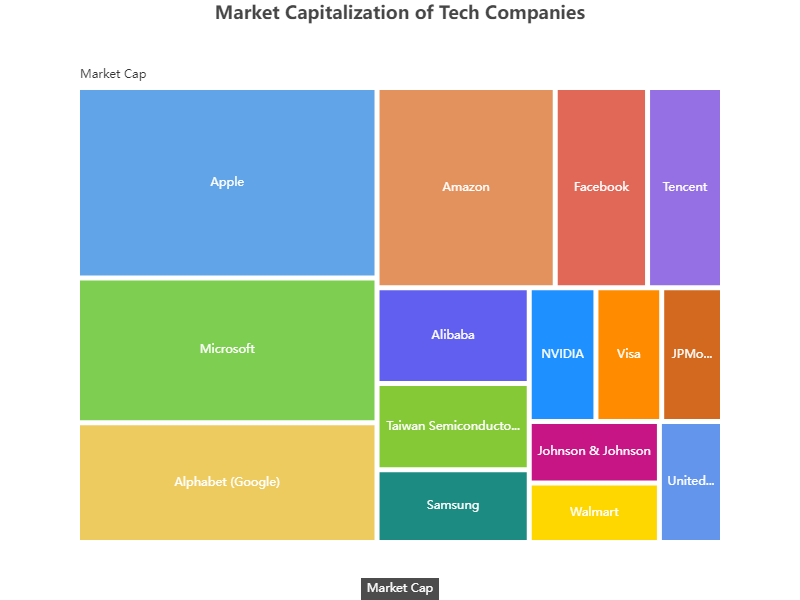 Market Capitalization of Tech Companies
Market Cap
Apple
Amazon
Facebook
Tencent
Microsoft
Alibaba
NVIDIA
Visa
JPMo...
Taiwan Semiconducto...
Johnson & Johnson
United...
Alphabet (Google)
Samsung
Walmart
Market Cap